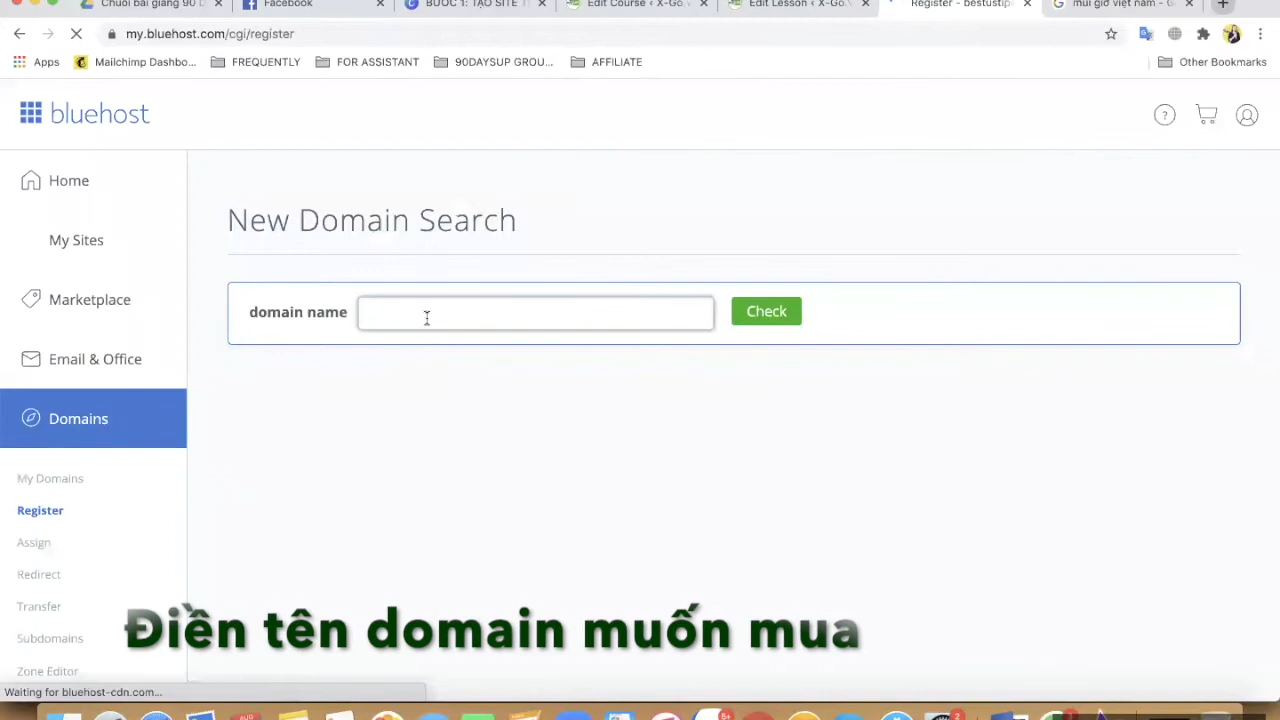 Chuỗi bài giảng 90 D
Facebook
BƯỚC 1: TẠO SITE T
Edit Course ‹ X-Go.V
Edit Lesson ‹ X-Go.V
Register - bestustip
múi giờ việt nam - G
my.bluehost.com/cgi/register
Apps
Mailchimp Dashbo...
FREQUENTLY
FOR ASSISTANT
90DAYSUP GROU...
AFFILIATE
Other Bookmarks
bluehost
?
Home
My Sites
Marketplace
Email & Office
Domains
My Domains
Register
Assign
Redirect
Transfer
Subdomains
Zone Editor
New Domain Search
domain name
Check
Điền tên domain muốn mua
Waiting for bluehost-cdn.com...